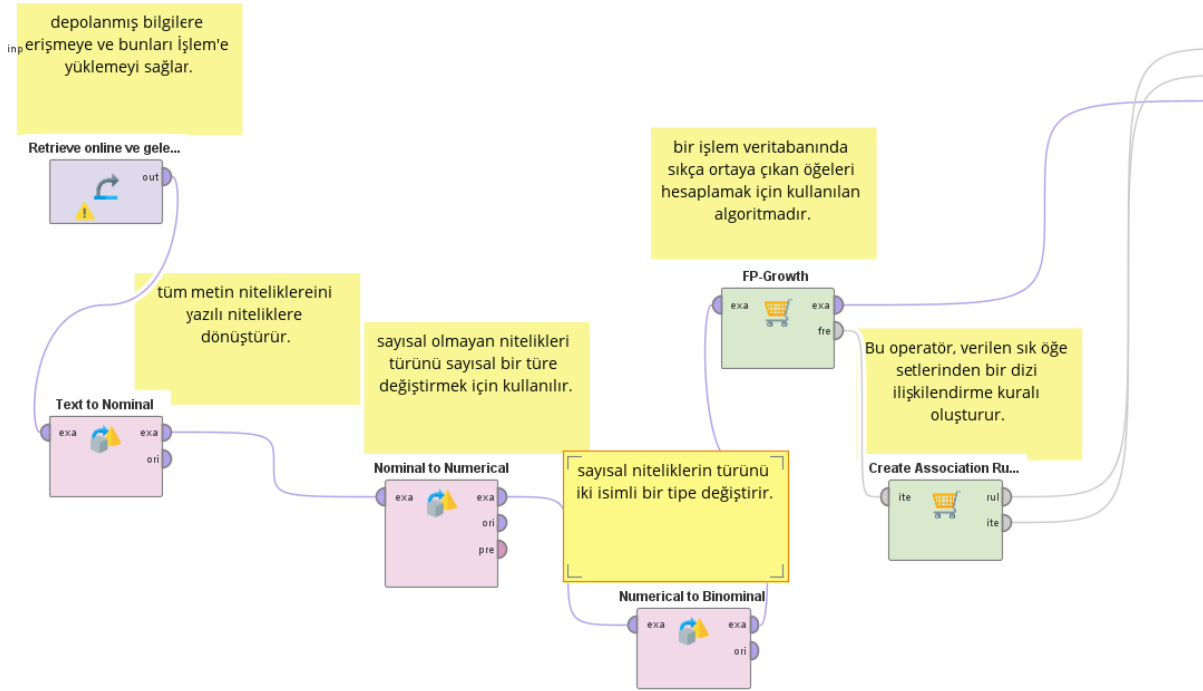 depolanmış bilgilere
inp
erişmeye ve bunları İşlem'e
yüklemeyi sağlar.
Retrieve online ve gele...
out
bir işlem veritabanında
sıkça ortaya çıkan öğeleri
hesaplamak için kullanılan
algoritmadır.
FP-Growth
exa
exa
fre
tüm metin niteliklereini
yazılı niteliklere
dönüştürür.
sayısal olmayan nitelikleri
türünü sayısal bir türe
değiştirmek için kullanılır.
Bu operatör, verilen sık öğe
setlerinden bir dizi
ilişkilendirme kuralı
oluşturur.
Text to Nominal
exa
exa
ori
Nominal to Numerical
exa
exa
ori
pre
sayısal niteliklerin türünü
iki isimli bir tipe değiştirir.
Create Association Ru...
ite
rul
ite
Numerical to Binominal
exa
exa
ori